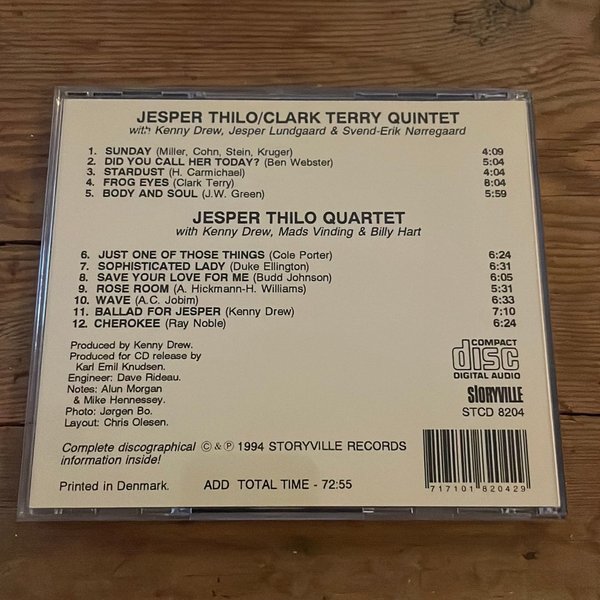 JESPER THILO/CLARK TERRY QUINTET
with Kenny Drew, Jesper Lundgaard & Svend-Erik Nørregaard
1. SUNDAY (Miller, Cohn, Stein, Kruger) 4:09
2. DID YOU CALL HER TODAY? (Ben Webster) 5:04
3. STARDUST (H. Carmichael) 4:04
4. FROG EYES (Clark Terry) 8:04
5. BODY AND SOUL (J.W. Green) 5:59
JESPER THILO QUARTET
with Kenny Drew, Mads Vinding & Billy Hart
6. JUST ONE OF THOSE THINGS (Cole Porter) 6:24
7. SOPHISTICATED LADY (Duke Ellington) 6:31
8. SAVE YOUR LOVE FOR ME (Budd Johnson) 6:05
9. ROSE ROOM (A. Hickmann-H. Williams) 5:31
10. WAVE (A.C. Jobim) 6:33
11. BALLAD FOR JESPER (Kenny Drew) 7:10
12. CHEROKEE (Ray Noble) 6:24
Produced by Kenny Drew.
Produced for CD release by
Karl Emil Knudsen.
Engineer: Dave Rideau.
Notes: Alun Morgan
& Mike Hennessey.
Photo: Jørgen Bo.
Layout: Chris Olesen.
COMPACT
disc
DIGITAL AUDIO
STORYVILLE
STCD 8204
Complete discographical
information inside!
© & ℗ 1994 STORYVILLE RECORDS
Printed in Denmark.
ADD TOTAL TIME - 72:55
717101 820429